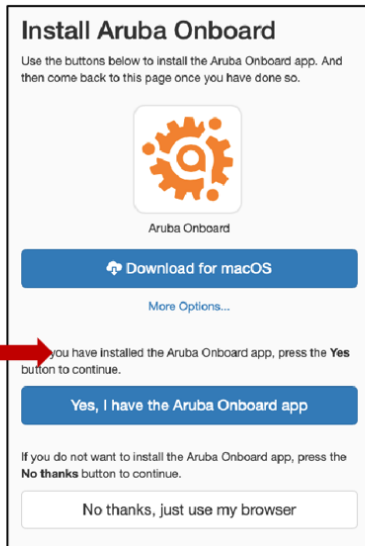 Install Aruba Onboard
Use the buttons below to install the Aruba Onboard app. And
then come back to this page once you have done so.
Aruba Onboard
Download for macOS
More Options...
you have installed the Aruba Onboard app, press the Yes
button to continue.
Yes, I have the Aruba Onboard app
If you do not want to install the Aruba Onboard app, press the
No thanks button to continue.
No thanks, just use my browser